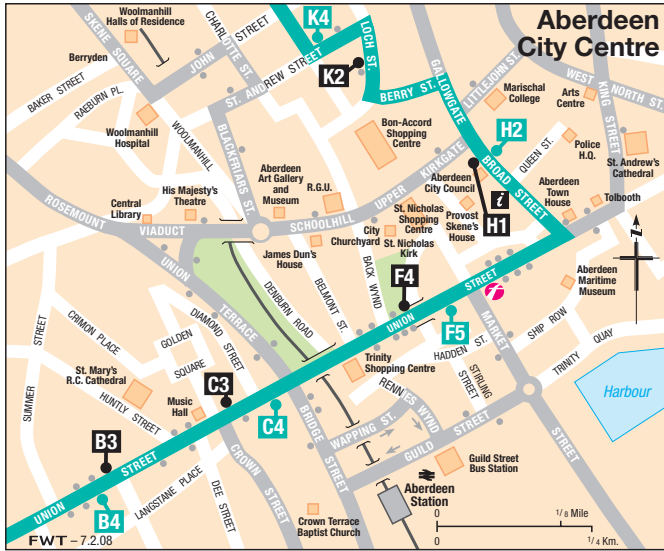 Aberdeen
City Centre
Woolmanhill
Halls of Residence
SKENE SQUARE
CHARLOTTE ST.
JOHN STREET
K4
LOCH ST.
K2
ST. ANDREW STREET
Berryden
BAKER STREET
RAEBURN PL.
Woolmanhill
Hospital
WOOLMANHILL
BLACKFRIARS ST.
BERRY ST.
GALLOWGATE
LITTLEJOHN ST.
WEST NORTH ST.
KING STREET
Marischal
College
Arts
Centre
Bon-Accord
Shopping
Centre
H2
QUEEN ST.
Police
H.Q.
St. Andrew's
Cathedral
BROAD STREET
UPPER KIRKGATE
Aberdeen
City Council
i
H1
Provost
Skene's
House
Aberdeen
Town
House
Tolbooth
Aberdeen
Art Gallery
and
Museum
R.G.U.
His Majesty's
Theatre
Central
Library
ROSEMOUNT
VIADUCT
SCHOOLHILL
St. Nicholas
Shopping
Centre
City
Churchyard
St. Nicholas
Kirk
James Dun's
House
BACK WYND
F4
N
UNION
TERRACE
DENBURN ROAD
BELMONT ST.
UNION
STREET
MARKET
STREET
Aberdeen
Maritime
Museum
SHIP ROW
TRINITY QUAY
Harbour
F5
HADDEN ST.
STIRLING
STREET
Trinity
Shopping Centre
RENNIES WYND
WAPPING ST.
GUILD STREET
BRIDGE
STREET
Guild Street
Bus Station
Aberdeen
Station
SUMMER STREET
CRIMON PLACE
GOLDEN
SQUARE
DIAMOND STREET
St. Mary's
R.C. Cathedral
HUNTLY STREET
Music
Hall
C3
C4
B3
B4
UNION STREET
LANGSTANE PLACE
DEE STREET
CROWN STREET
Crown Terrace
Baptist Church
0 1/8 Mile
0 1/4 Km.
FWT – 7.2.08